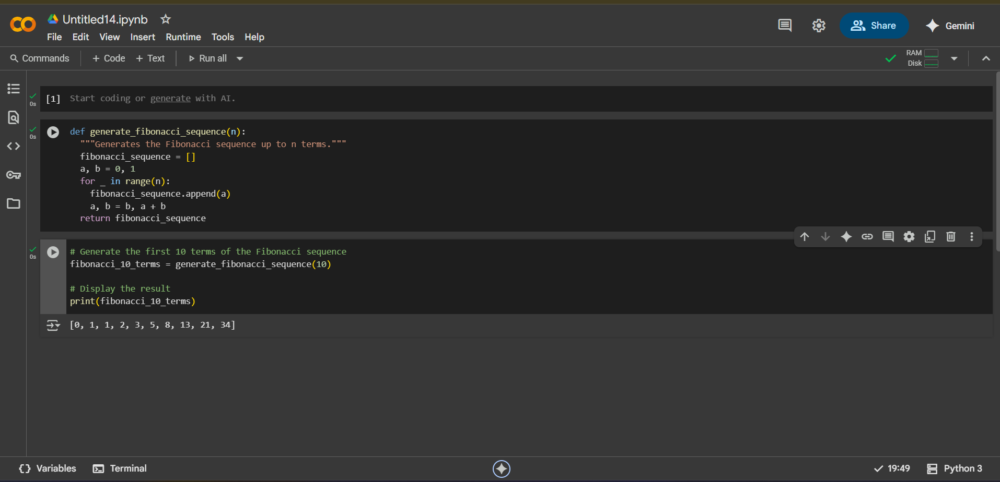 Untitled14.ipynb
File Edit View Insert Runtime Tools Help
Share
Gemini
Commands + Code + Text Run all
RAM
Disk
[1] Start coding or generate with AI.
0s
0s
def generate_fibonacci_sequence(n):
  """Generates the Fibonacci sequence up to n terms."""
  fibonacci_sequence = []
  a, b = 0, 1
  for _ in range(n):
    fibonacci_sequence.append(a)
    a, b = b, a + b
  return fibonacci_sequence
0s
# Generate the first 10 terms of the Fibonacci sequence
fibonacci_10_terms = generate_fibonacci_sequence(10)
# Display the result
print(fibonacci_10_terms)
[0, 1, 1, 2, 3, 5, 8, 13, 21, 34]
{} Variables Terminal
19:49 Python 3